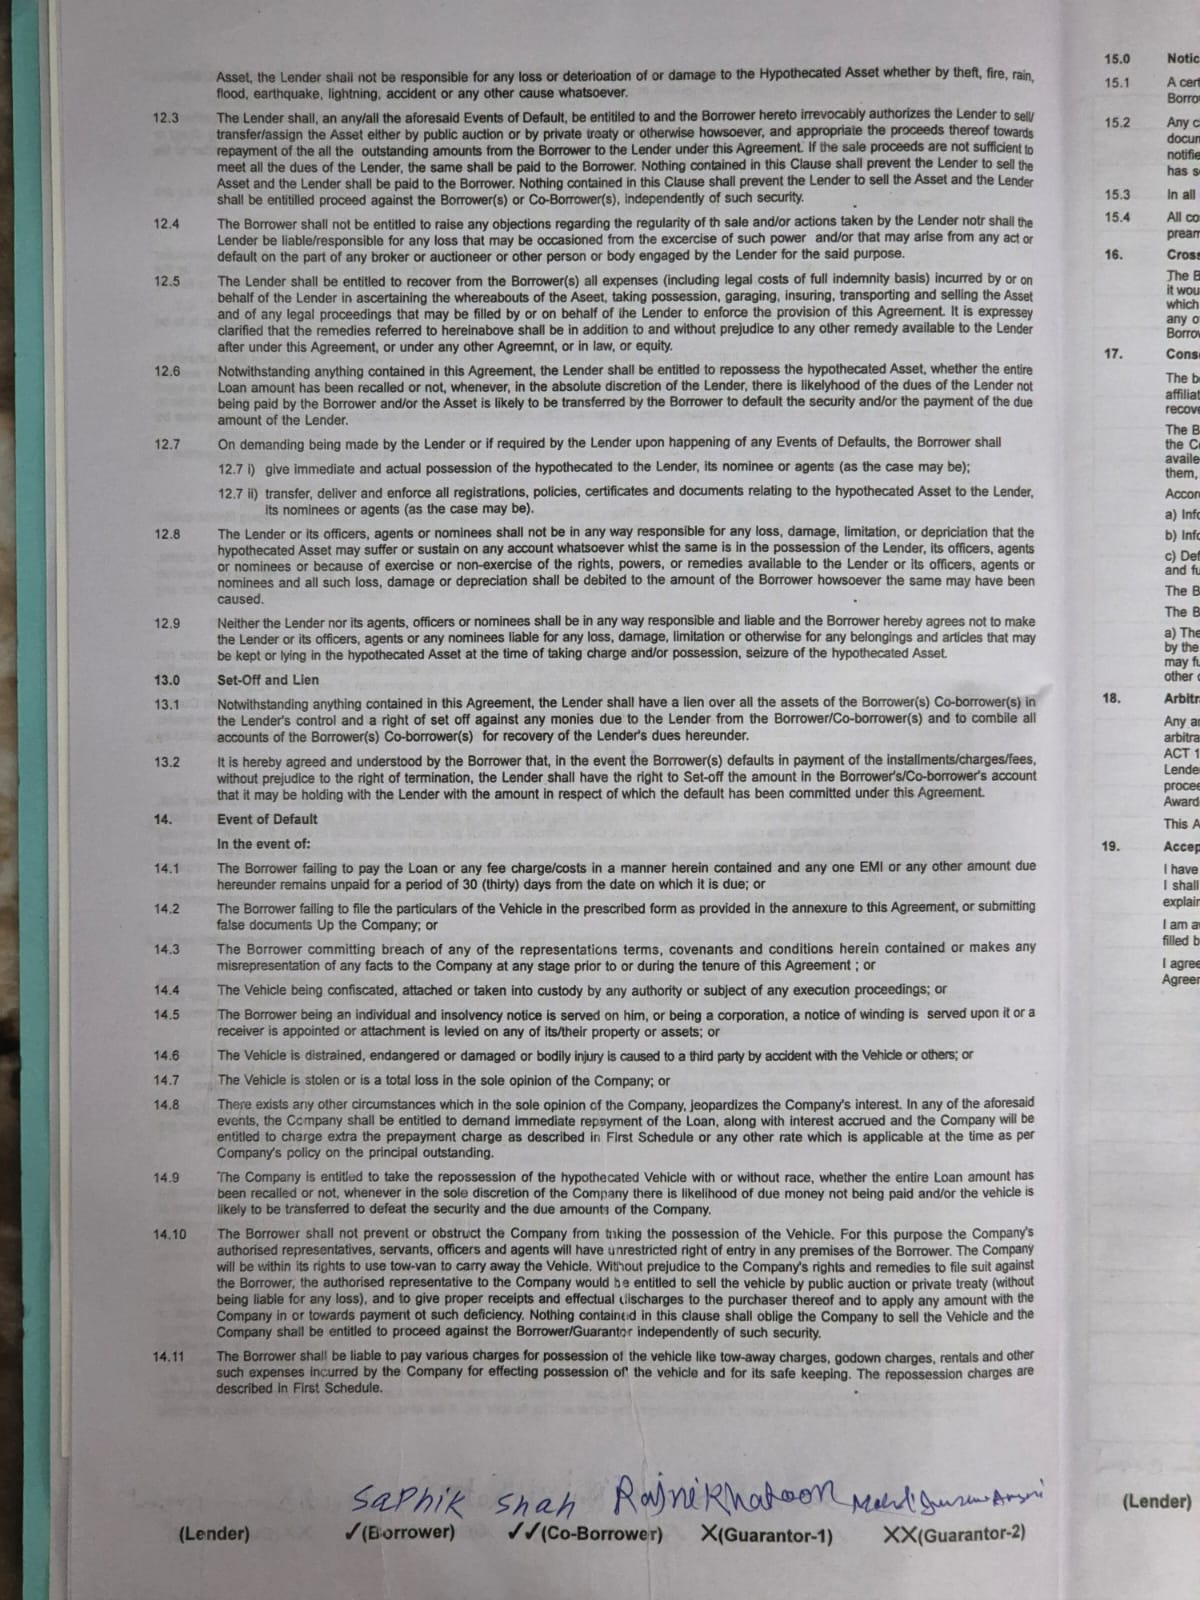 Asset, the Lender shall not be responsible for any loss or deterioation of or damage to the Hypothecated Asset whether by theft, fire, rain,
flood, earthquake, lightning, accident or any other cause whatsoever.
12.3 The Lender shall, an any/all the aforesaid Events of Default, be entitiled to and the Borrower hereto irrevocably authorizes the Lender to sell/
transfer/assign the Asset either by public auction or by private treaty or otherwise howsoever, and appropriate the proceeds thereof towards
repayment of the all the outstanding amounts from the Borrower to the Lender under this Agreement. If the sale proceeds are not sufficient to
meet all the dues of the Lender, the same shall be paid to the Borrower. Nothing contained in this Clause shall prevent the Lender to sell the
Asset and the Lender shall be paid to the Borrower. Nothing contained in this Clause shall prevent the Lender to sell the Asset and the Lender
shall be entitilled proceed against the Borrower(s) or Co-Borrower(s), independently of such security.
12.4 The Borrower shall not be entitled to raise any objections regarding the regularity of th sale and/or actions taken by the Lender notr shall the
Lender be liable/responsible for any loss that may be occasioned from the excercise of such power and/or that may arise from any act or
default on the part of any broker or auctioneer or other person or body engaged by the Lender for the said purpose.
12.5 The Lender shall be entitled to recover from the Borrower(s) all expenses (including legal costs of full indemnity basis) incurred by or on
behalf of the Lender in ascertaining the whereabouts of the Aseet, taking possession, garaging, insuring, transporting and selling the Asset
and of any legal proceedings that may be filled by or on behalf of the Lender to enforce the provision of this Agreement. It is expressey
clarified that the remedies referred to hereinabove shall be in addition to and without prejudice to any other remedy available to the Lender
after under this Agreement, or under any other Agreemnt, or in law, or equity.
12.6 Notwithstanding anything contained in this Agreement, the Lender shall be entitled to repossess the hypothecated Asset, whether the entire
Loan amount has been recalled or not, whenever, in the absolute discretion of the Lender, there is likelyhood of the dues of the Lender not
being paid by the Borrower and/or the Asset is likely to be transferred by the Borrower to default the security and/or the payment of the due
amount of the Lender.
12.7 On demanding being made by the Lender or if required by the Lender upon happening of any Events of Defaults, the Borrower shall
12.7 i) give immediate and actual possession of the hypothecated to the Lender, its nominee or agents (as the case may be);
12.7 ii) transfer, deliver and enforce all registrations, policies, certificates and documents relating to the hypothecated Asset to the Lender,
its nominees or agents (as the case may be).
12.8 The Lender or its officers, agents or nominees shall not be in any way responsible for any loss, damage, limitation, or depriciation that the
hypothecated Asset may suffer or sustain on any account whatsoever whist the same is in the possession of the Lender, its officers, agents
or nominees or because of exercise or non-exercise of the rights, powers, or remedies available to the Lender or its officers, agents or
nominees and all such loss, damage or depreciation shall be debited to the amount of the Borrower howsoever the same may have been
caused.
12.9 Neither the Lender nor its agents, officers or nominees shall be in any way responsible and liable and the Borrower hereby agrees not to make
the Lender or its officers, agents or any nominees liable for any loss, damage, limitation or otherwise for any belongings and articles that may
be kept or lying in the hypothecated Asset at the time of taking charge and/or possession, seizure of the hypothecated Asset.
13.0 Set-Off and Lien
13.1 Notwithstanding anything contained in this Agreement, the Lender shall have a lien over all the assets of the Borrower(s) Co-borrower(s) in
the Lender's control and a right of set off against any monies due to the Lender from the Borrower/Co-borrower(s) and to combile all
accounts of the Borrower(s) Co-borrower(s) for recovery of the Lender's dues hereunder.
13.2 It is hereby agreed and understood by the Borrower that, in the event the Borrower(s) defaults in payment of the installments/charges/fees,
without prejudice to the right of termination, the Lender shall have the right to Set-off the amount in the Borrower's/Co-borrower's account
that it may be holding with the Lender with the amount in respect of which the default has been committed under this Agreement.
14. Event of Default
In the event of:
14.1 The Borrower failing to pay the Loan or any fee charge/costs in a manner herein contained and any one EMI or any other amount due
hereunder remains unpaid for a period of 30 (thirty) days from the date on which it is due; or
14.2 The Borrower failing to file the particulars of the Vehicle in the prescribed form as provided in the annexure to this Agreement, or submitting
false documents Up the Company; or
14.3 The Borrower committing breach of any of the representations terms, covenants and conditions herein contained or makes any
misrepresentation of any facts to the Company at any stage prior to or during the tenure of this Agreement ; or
14.4 The Vehicle being confiscated, attached or taken into custody by any authority or subject of any execution proceedings; or
14.5 The Borrower being an individual and insolvency notice is served on him, or being a corporation, a notice of winding is served upon it or a
receiver is appointed or attachment is levied on any of its/their property or assets; or
14.6 The Vehicle is distrained, endangered or damaged or bodily injury is caused to a third party by accident with the Vehicle or others; or
14.7 The Vehicle is stolen or is a total loss in the sole opinion of the Company; or
14.8 There exists any other circumstances which in the sole opinion of the Company, jeopardizes the Company's interest. In any of the aforesaid
events, the Company shall be entitled to demand immediate repayment of the Loan, along with interest accrued and the Company will be
entitled to charge extra the prepayment charge as described in First Schedule or any other rate which is applicable at the time as per
Company's policy on the principal outstanding.
14.9 The Company is entitled to take the repossession of the hypothecated Vehicle with or without race, whether the entire Loan amount has
been recalled or not, whenever in the sole discretion of the Company there is likelihood of due money not being paid and/or the vehicle is
likely to be transferred to defeat the security and the due amounts of the Company.
14.10 The Borrower shall not prevent or obstruct the Company from taking the possession of the Vehicle. For this purpose the Company's
authorised representatives, servants, officers and agents will have unrestricted right of entry in any premises of the Borrower. The Company
will be within its rights to use tow-van to carry away the Vehicle. Without prejudice to the Company's rights and remedies to file suit against
the Borrower, the authorised representative to the Company would be entitled to sell the vehicle by public auction or private treaty (without
being liable for any loss), and to give proper receipts and effectual discharges to the purchaser thereof and to apply any amount with the
Company in or towards payment ot such deficiency. Nothing contained in this clause shall oblige the Company to sell the Vehicle and the
Company shall be entitled to proceed against the Borrower/Guarantor independently of such security.
14.11 The Borrower shall be liable to pay various charges for possession of the vehicle like tow-away charges, godown charges, rentals and other
such expenses incurred by the Company for effecting possession of the vehicle and for its safe keeping. The repossession charges are
described in First Schedule.
Saphik Shah Rajni Khatoon
(Lender) ✓(Borrower) ✓✓(Co-Borrower) X(Guarantor-1) XX(Guarantor-2)
15.0 Notic
15.1 A cert
Borro
15.2 Any c
docum
notifie
has s
15.3 In all
15.4 All co
pream
16. Cross
The B
it wou
which
any o
Borrow
17. Cons
The b
affiliat
recove
The B
the C
availe
them,
Accor
a) Info
b) Info
c) Def
and fu
The B
The B
a) The
by the
may fu
other
18. Arbitr
Any a
arbitra
ACT 1
Lende
procee
Award
This A
19. Accep
I have
I shall
explain
I am a
filled b
I agree
Agreer
(Lender)